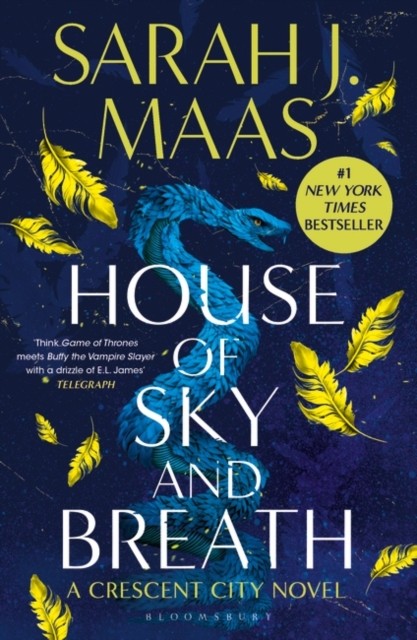 SARAH J.
MAAS
#1
NEW YORK
TIMES
BESTSELLER
HOUSE
OF
SKY
AND
BREATH
'Think Game of Thrones
meets Buffy the Vampire Slayer
with a drizzle of E.L. James'
TELEGRAPH
A CRESCENT CITY NOVEL
BLOOMSBURY